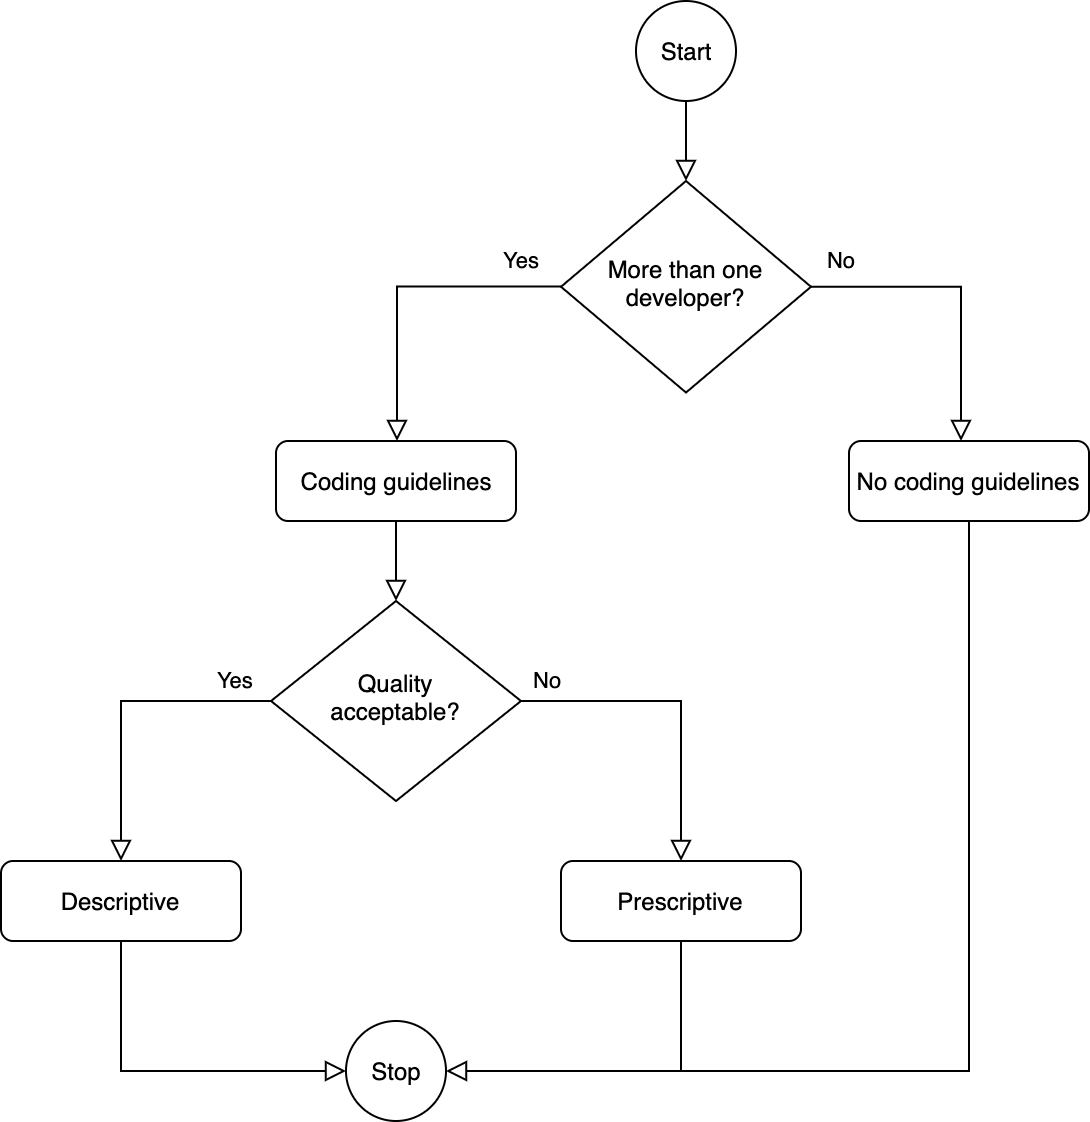 Start
More than one
developer?
Yes
No
Coding guidelines
No coding guidelines
Quality
acceptable?
Yes
No
Descriptive
Prescriptive
Stop